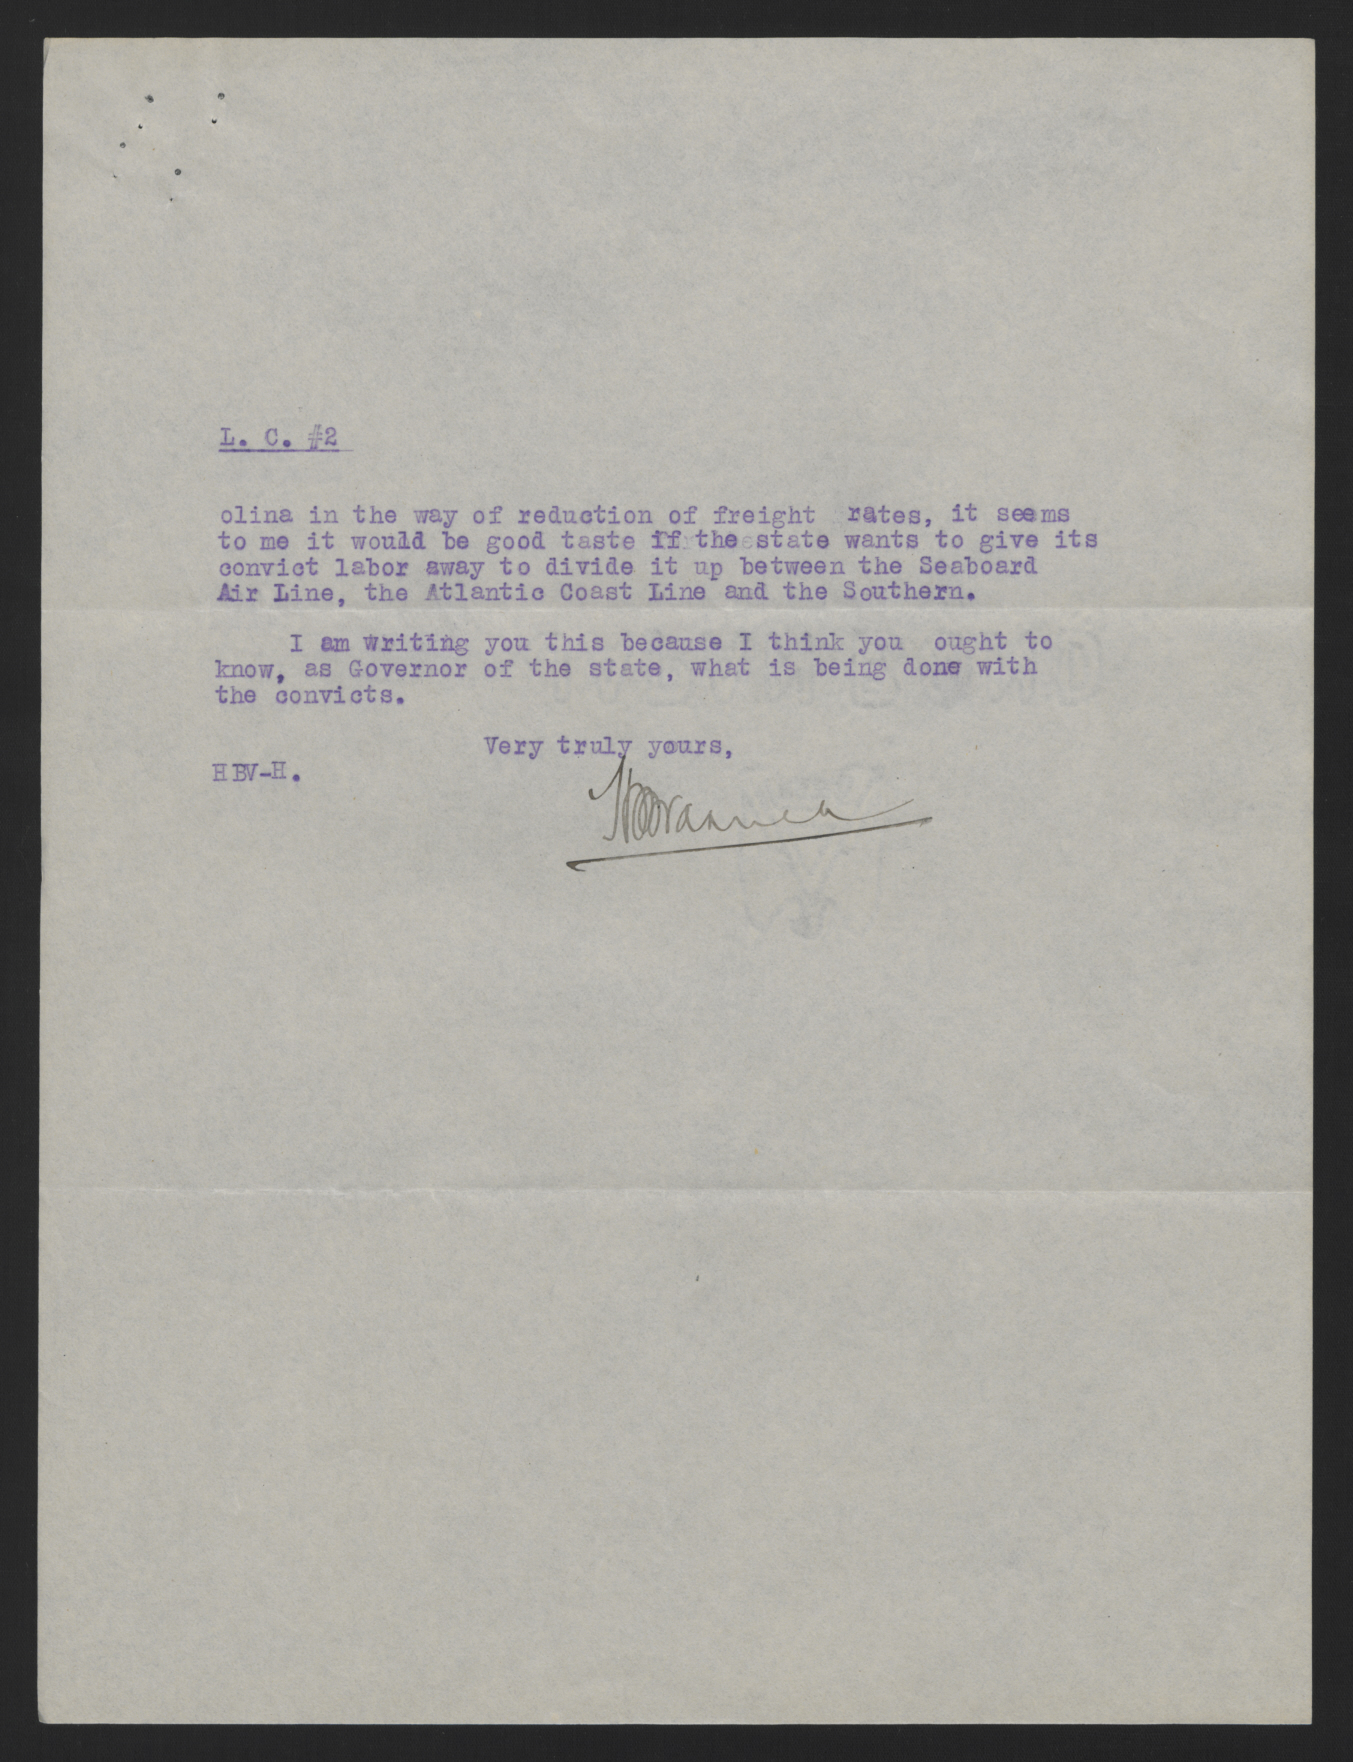 L. C. #2
olina in the way of reduction of freight rates, it seems
to me it would be good taste if the state wants to give its
convict labor away to divide it up between the Seaboard
Air Line, the Atlantic Coast Line and the Southern.
I am writing you this because I think you ought to
know, as Governor of the state, what is being done with
the convicts.
Very truly yours,
HBV-H.
HBVarner